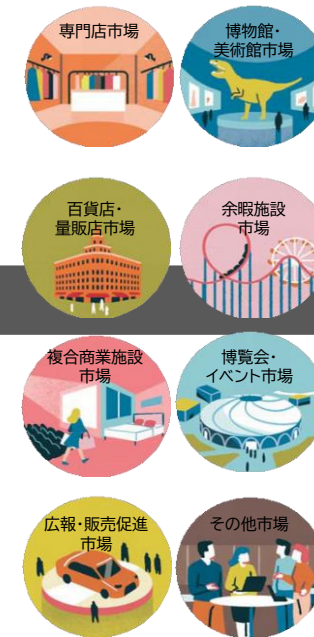 専門店市場
博物館・
美術館市場
百貨店・
量販店市場
余暇施設
市場
複合商業施設
市場
博覧会・
イベント市場
広報・販売促進
市場
その他市場